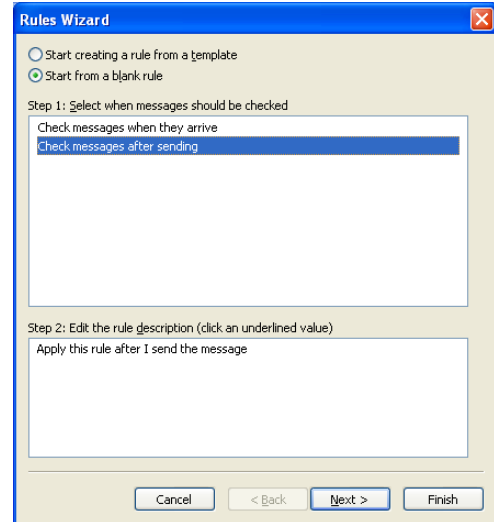 Rules Wizard
Start creating a rule from a template
Start from a blank rule
Step 1: Select when messages should be checked
Check messages when they arrive
Check messages after sending
Step 2: Edit the rule description (click an underlined value)
Apply this rule after I send the message
Cancel < Back Next > Finish